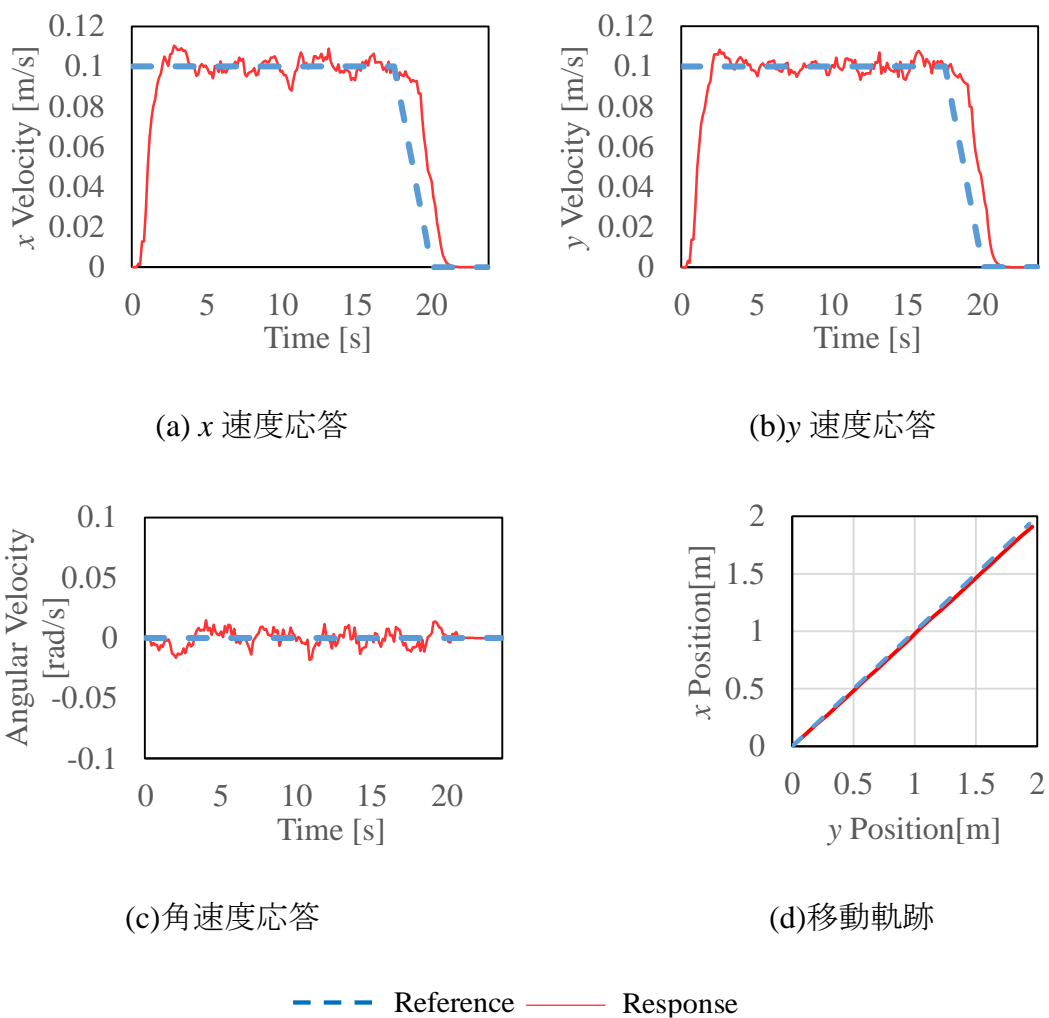 0.12
0.1
0.08
0.06
0.04
0.02
0
x Velocity [m/s]
0 5 10 15 20
Time [s]
(a) x 速度応答
0.12
0.1
0.08
0.06
0.04
0.02
0
y Velocity [m/s]
0 5 10 15 20
Time [s]
(b)y 速度応答
0.1
0.05
0
-0.05
-0.1
Angular Velocity
[rad/s]
0 5 10 15 20
Time [s]
(c)角速度応答
2
1.5
1
0.5
0
x Position[m]
0 0.5 1 1.5 2
y Position[m]
(d)移動軌跡
Reference Response